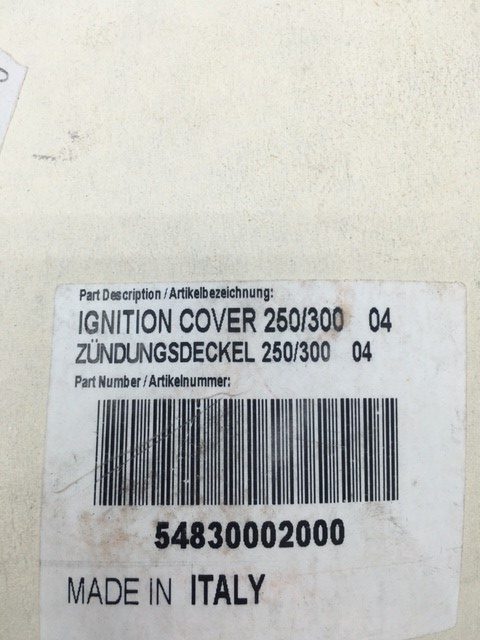 Part Description / Artikelbezeichnung:
IGNITION COVER 250/300 04
ZÜNDUNGSDECKEL 250/300 04
Part Number / Artikelnummer:
54830002000
MADE IN ITALY